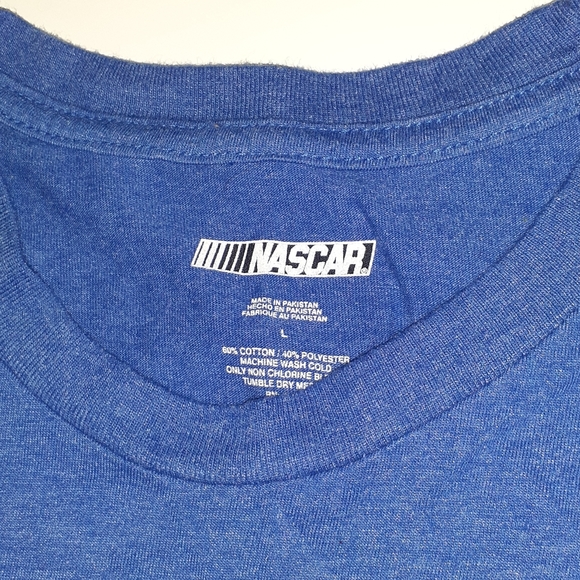 NASCAR
MADE IN PAKISTAN
HECHO EN PAKISTAN
FABRIQUE AU PAKISTAN
L
60% COTTON / 40% POLYESTER
MACHINE WASH COLD
ONLY NON CHLORINE
TUMBLE DRY